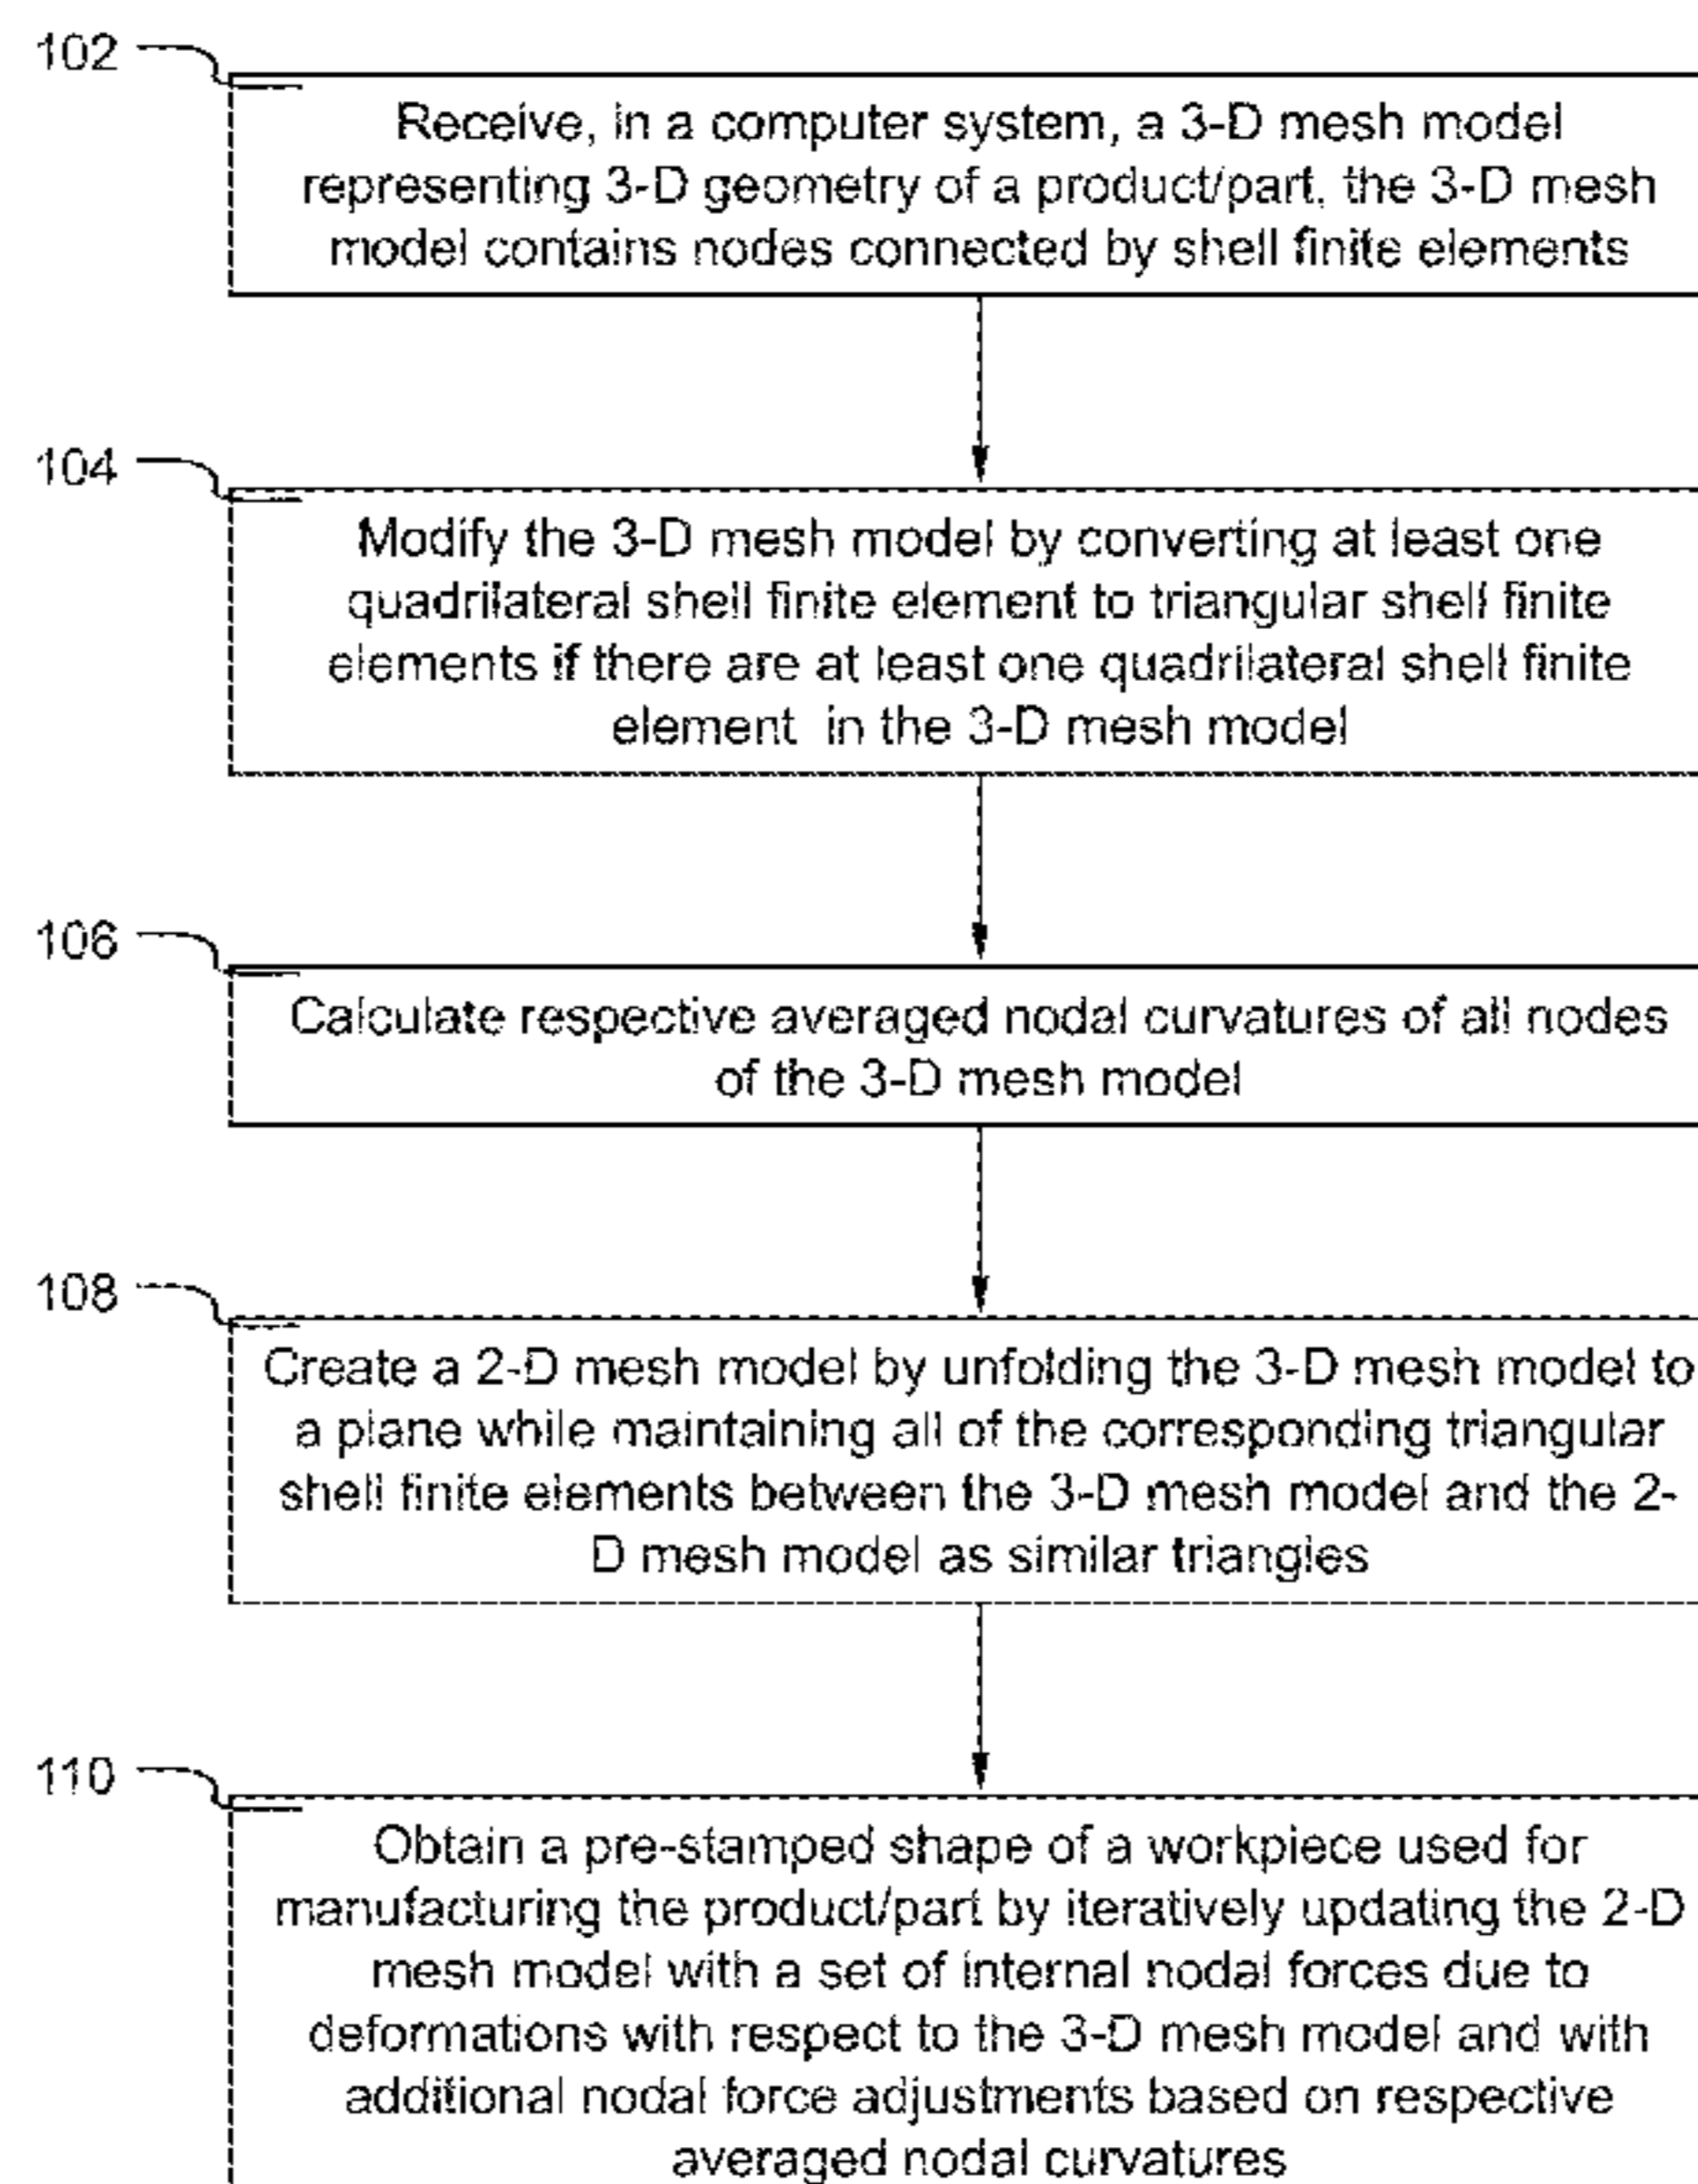 102
Receive, in a computer system, a 3-D mesh model
representing 3-D geometry of a product/part, the 3-D mesh
model contains nodes connected by shell finite elements
104
Modify the 3-D mesh model by converting at least one
quadrilateral shell finite element to triangular shell finite
elements if there are at least one quadrilateral shell finite
element in the 3-D mesh model
106
Calculate respective averaged nodal curvatures of all nodes
of the 3-D mesh model
108
Create a 2-D mesh model by unfolding the 3-D mesh model to
a plane while maintaining all of the corresponding triangular
shell finite elements between the 3-D mesh model and the 2-
D mesh model as similar triangles
110
Obtain a pre-stamped shape of a workpiece used for
manufacturing the product/part by iteratively updating the 2-D
mesh model with a set of internal nodal forces due to
deformations with respect to the 3-D mesh model and with
additional nodal force adjustments based on respective
averaged nodal curvatures